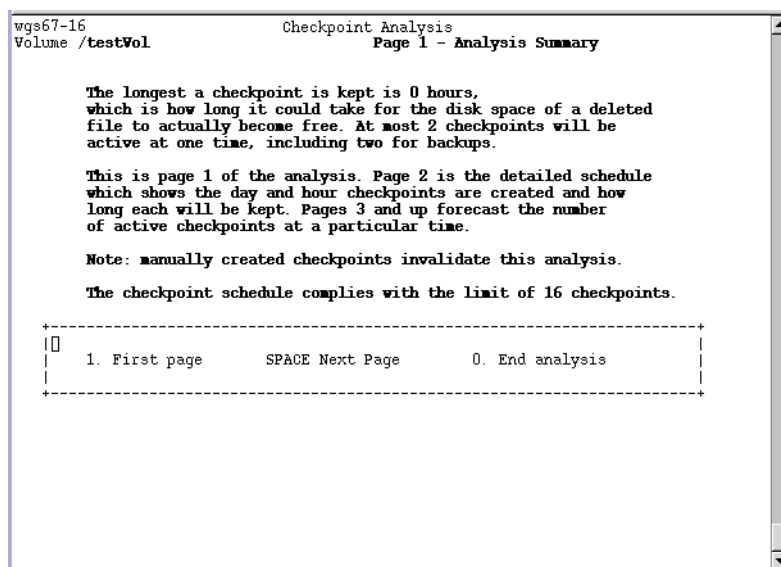 wgs67-16 Checkpoint Analysis
Volume /testVol Page 1 - Analysis Summary
The longest a checkpoint is kept is 0 hours,
which is how long it could take for the disk space of a deleted
file to actually become free. At most 2 checkpoints will be
active at one time, including two for backups.
This is page 1 of the analysis. Page 2 is the detailed schedule
which shows the day and hour checkpoints are created and how
long each will be kept. Pages 3 and up forecast the number
of active checkpoints at a particular time.
Note: manually created checkpoints invalidate this analysis.
The checkpoint schedule complies with the limit of 16 checkpoints.
1. First page SPACE Next Page 0. End analysis